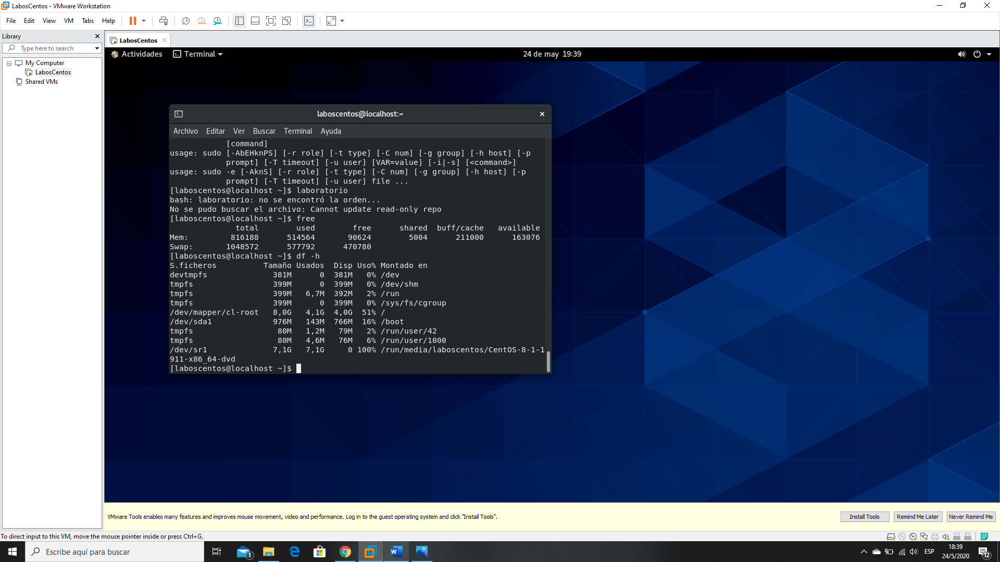 LabosCentos - VMware Workstation
File Edit View VM Tabs Help
Library
Type here to search
My Computer
LabosCentos
Shared VMs
LabosCentos
Actividades Terminal 24 de may 19:39
laboscentos@localhost:~
Archivo Editar Ver Buscar Terminal Ayuda
[command]
usage: sudo [-AbEHknPS] [-r role] [-t type] [-C num] [-g group] [-h host] [-p
prompt] [-T timeout] [-u user] [VAR=value] [-i|-s] [<command>]
usage: sudo -e [-AknS] [-r role] [-t type] [-C num] [-g group] [-h host] [-p
prompt] [-T timeout] [-u user] file ...
[laboscentos@localhost ~]$ laboratorio
bash: laboratorio: no se encontró la orden...
No se pudo buscar el archivo: Cannot update read-only repo
[laboscentos@localhost ~]$ free
total used free shared buff/cache available
Mem: 816188 514564 90624 5004 211000 163076
Swap: 1048572 577792 470780
[laboscentos@localhost ~]$ df -h
S.ficheros Tamaño Usados Disp Uso% Montado en
devtmpfs 381M 0 381M 0% /dev
tmpfs 399M 0 399M 0% /dev/shm
tmpfs 399M 6,7M 392M 2% /run
tmpfs 399M 0 399M 0% /sys/fs/cgroup
/dev/mapper/cl-root 8,0G 4,1G 4,0G 51% /
/dev/sda1 976M 143M 766M 16% /boot
tmpfs 80M 1,2M 79M 2% /run/user/42
tmpfs 80M 4,6M 76M 6% /run/user/1000
/dev/sr1 7,1G 7,1G 0 100% /run/media/laboscentos/CentOS-8-1-1
911-x86_64-dvd
[laboscentos@localhost ~]$
VMware Tools enables many features and improves mouse movement, video and performance. Log in to the guest operating system and click "Install Tools".
Install Tools Remind Me Later Never Remind Me
To direct input to this VM, move the mouse pointer inside or press Ctrl+G.
Escribe aquí para buscar
1
ESP
18:39
24/5/2020
12